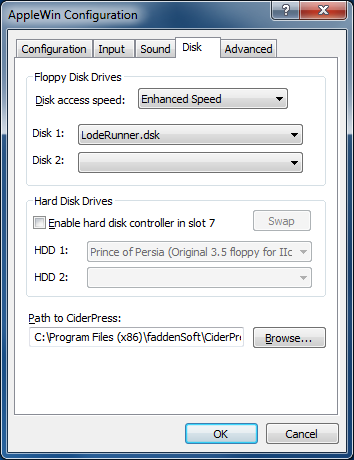 AppleWin Configuration
Configuration Input Sound Disk Advanced
Floppy Disk Drives
Disk access speed: Enhanced Speed
Disk 1: LodeRunner.dsk
Disk 2:
Hard Disk Drives
Enable hard disk controller in slot 7 Swap
HDD 1: Prince of Persia (Original 3.5 floppy for IIc
HDD 2:
Path to CiderPress:
C:\Program Files (x86)\faddenSoft\CiderPre Browse...
OK Cancel